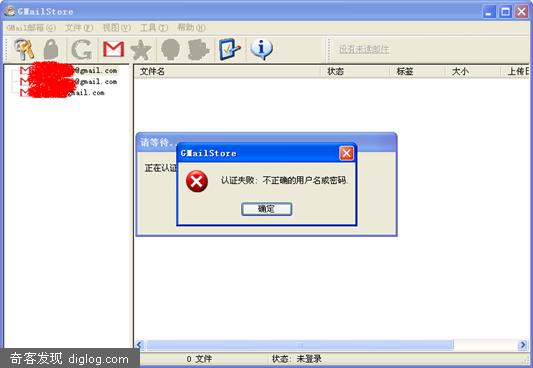 GMailStore
GMail邮箱(G) 文件(F) 视图(V) 工具(T) 帮助(H)
没有未读邮件
@gmail.com
@gmail.com
gmail.com
文件名 状态 标签 大小 上传日
请等待..
正在认证
GMailStore
认证失败: 不正确的用户名或密码.
确定
0 文件 状态: 未登录
奇客发现 diglog.com